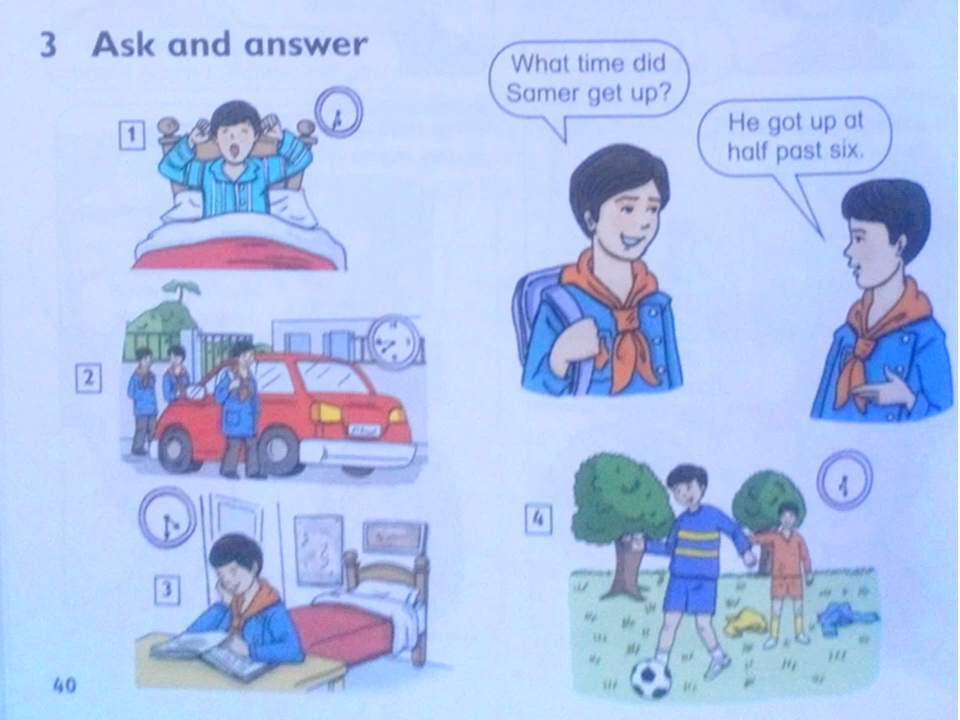 3 Ask and answer
What time did
Samer get up?
He got up at
half past six.
1
2
3
4
40